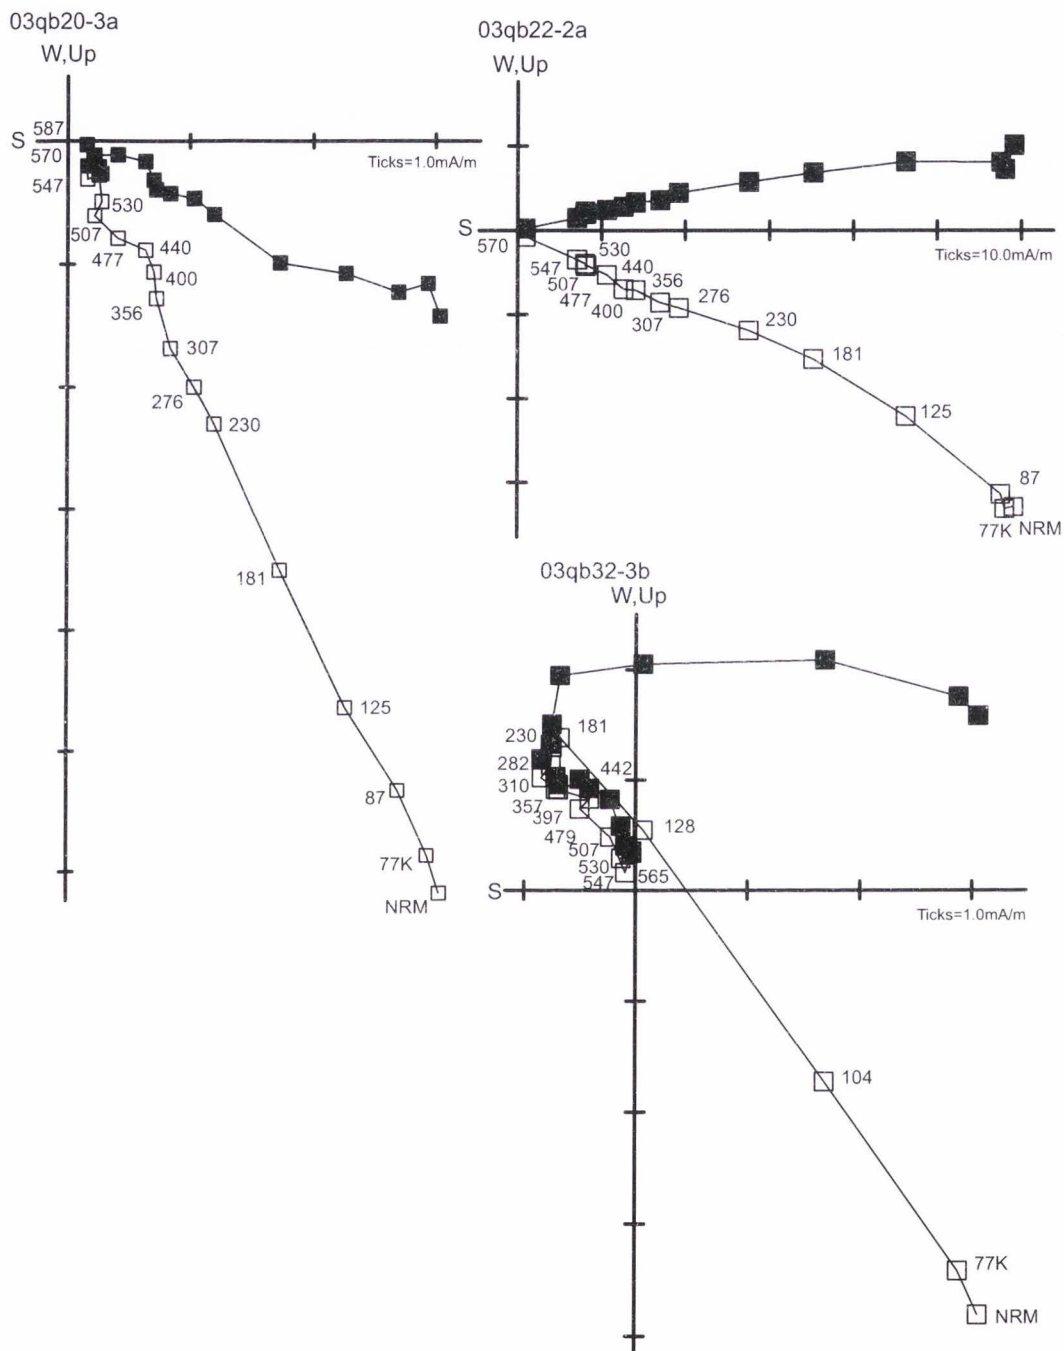 03qb20-3a
W,Up
587
S
570
547
Ticks=1.0mA/m
530
507
477
440
400
356
307
276
230
181
125
87
77K
NRM
03qb22-2a
W,Up
S
570
530
547
440
507
356
477
276
400
307
230
181
Ticks=10.0mA/m
125
87
77K
NRM
03qb32-3b
W,Up
230
181
282
442
310
357
397
128
479
507
530
547
565
S
Ticks=1.0mA/m
104
77K
NRM